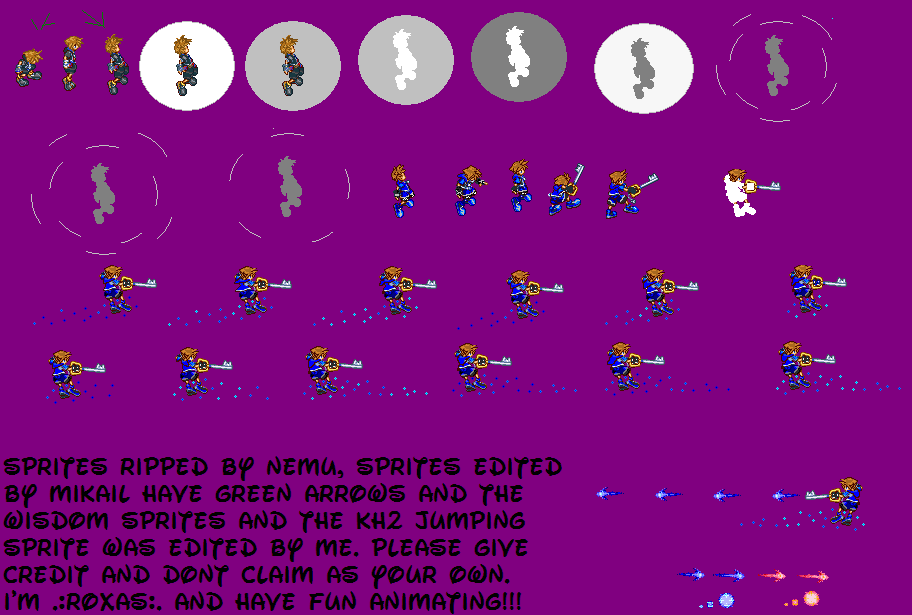 SPRITES RIPPED BY NEMU, SPRITES EDITED
BY MIKAIL HAVE GREEN ARROWS AND THE
WISDOM SPRITES AND THE KH2 JUMPING
SPRITE WAS EDITED BY ME. PLEASE GIVE
CREDIT AND DONT CLAIM AS YOUR OWN.
I'M .:ROXAS:. AND HAVE FUN ANIMATING!!!